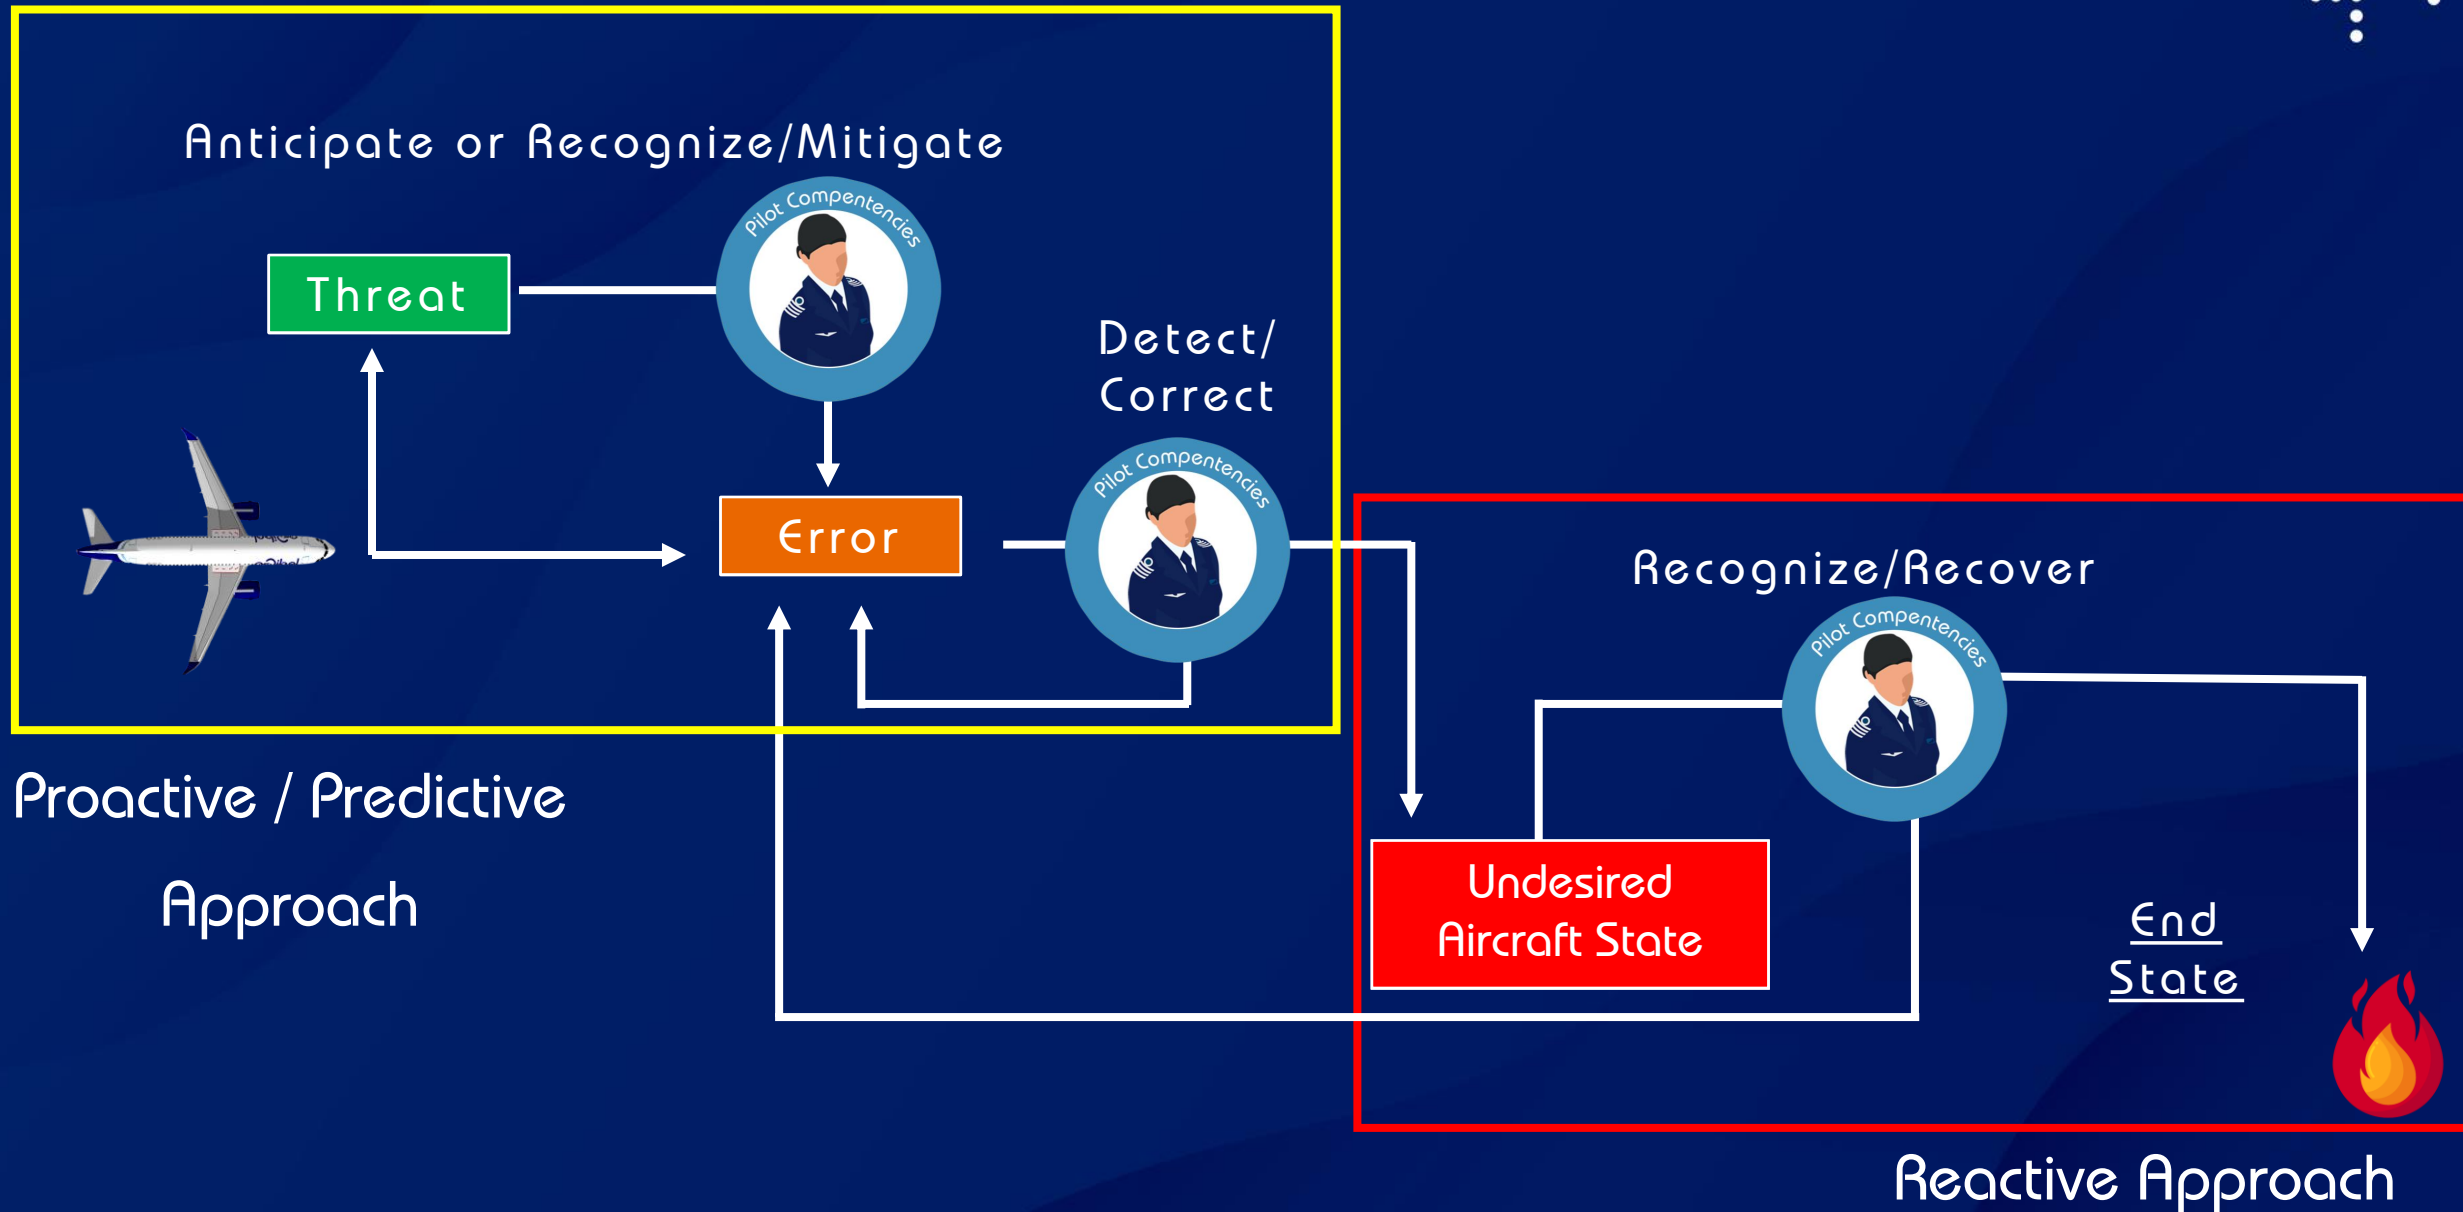 Anticipate or Recognize/Mitigate
Pilot Compentencies
Threat
Detect/
Correct
Pilot Compentencies
Error
Recognize/Recover
Pilot Compentencies
Proactive / Predictive
Approach
Undesired
Aircraft State
End
State
Reactive Approach